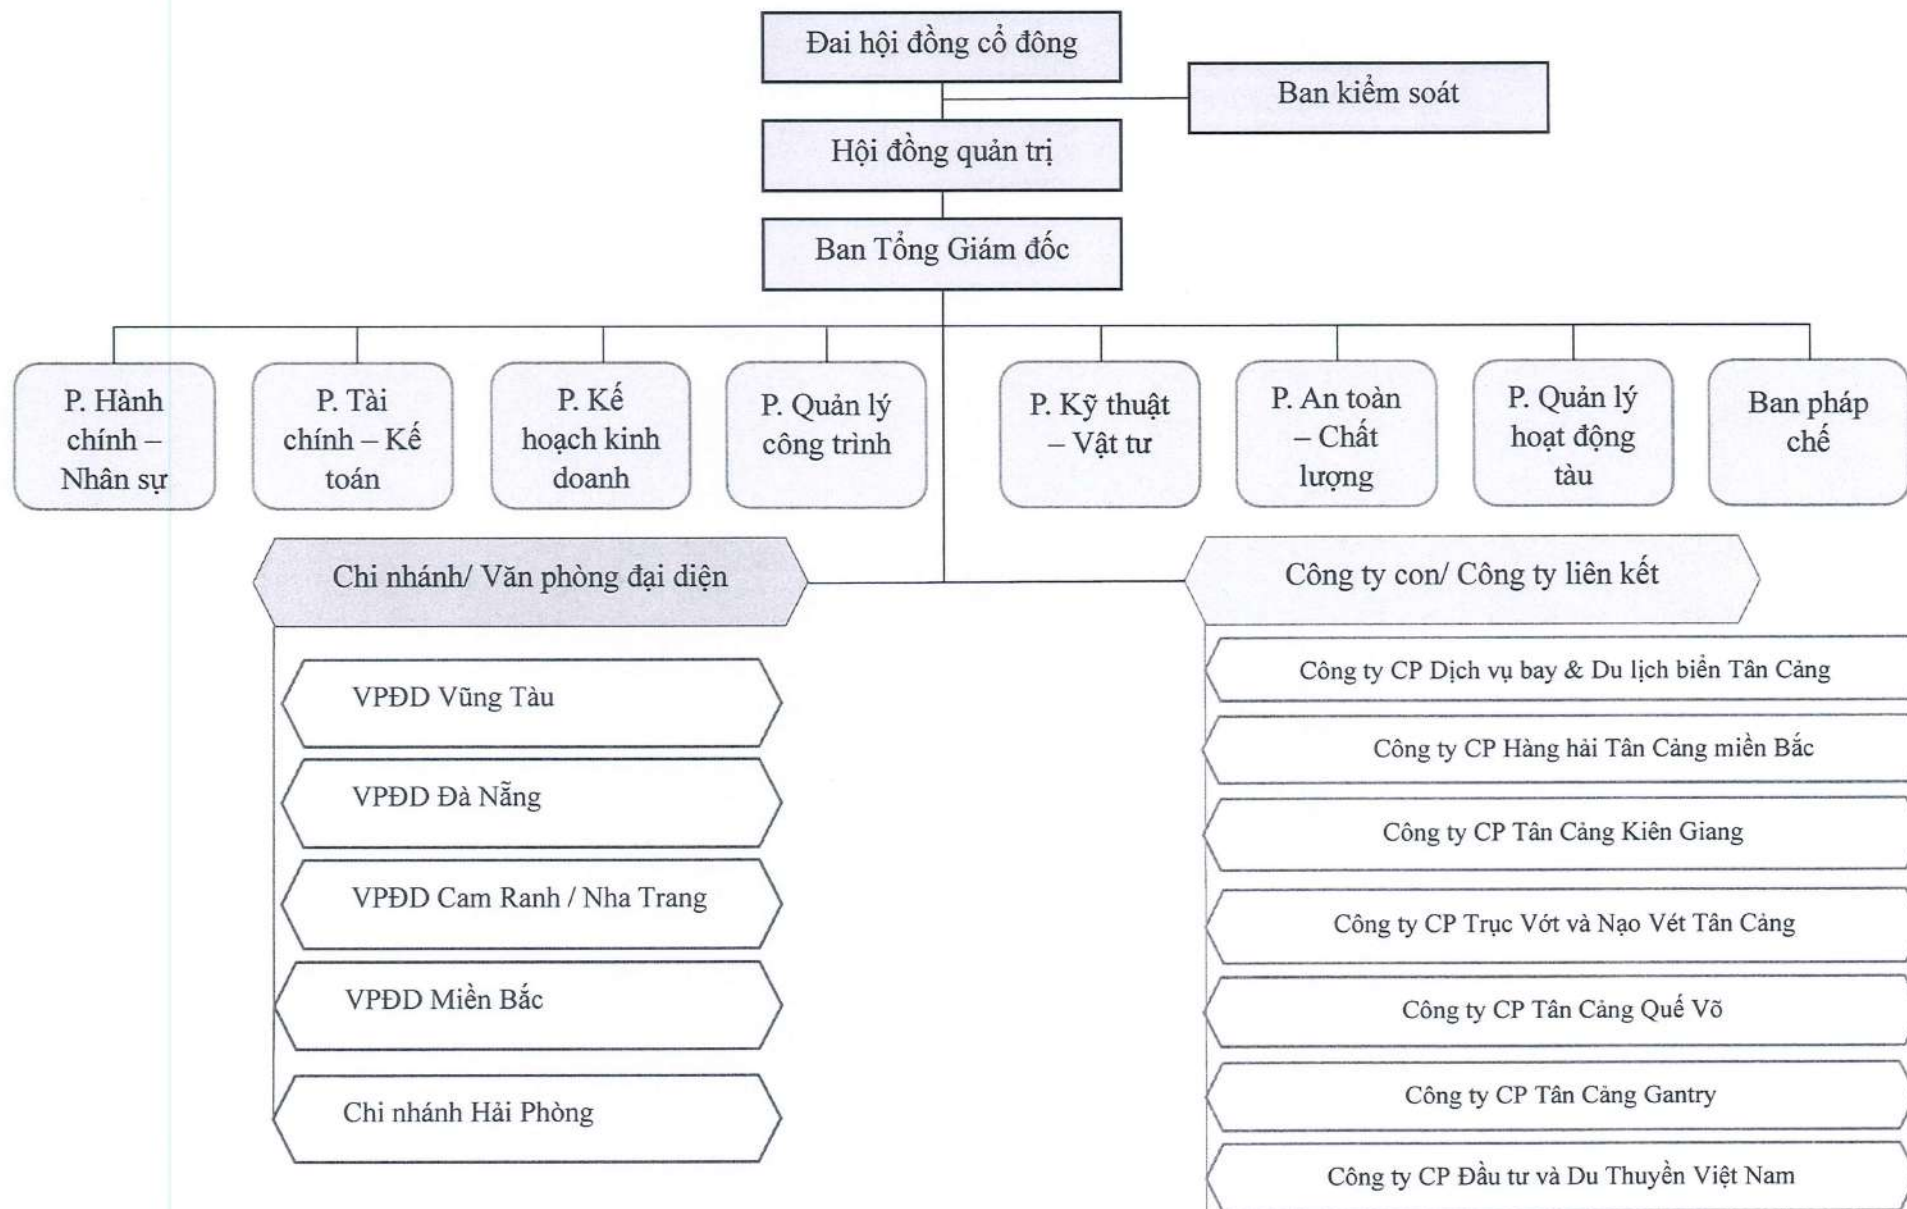 Đai hội đồng cổ đông
Ban kiểm soát
Hội đồng quản trị
Ban Tổng Giám đốc
P. Hành
chính –
Nhân sự
P. Tài
chính – Kế
toán
P. Kế
hoạch kinh
doanh
P. Quản lý
công trình
P. Kỹ thuật
– Vật tư
P. An toàn
– Chất
lượng
P. Quản lý
hoạt động
tàu
Ban pháp
chế
Chi nhánh/ Văn phòng đại diện
VPĐD Vũng Tàu
VPĐD Đà Nẵng
VPĐD Cam Ranh / Nha Trang
VPĐD Miền Bắc
Chi nhánh Hải Phòng
Công ty con/ Công ty liên kết
Công ty CP Dịch vụ bay & Du lịch biển Tân Cảng
Công ty CP Hàng hải Tân Cảng miền Bắc
Công ty CP Tân Cảng Kiên Giang
Công ty CP Trục Vớt và Nạo Vét Tân Cảng
Công ty CP Tân Cảng Quế Võ
Công ty CP Tân Cảng Gantry
Công ty CP Đầu tư và Du Thuyền Việt Nam